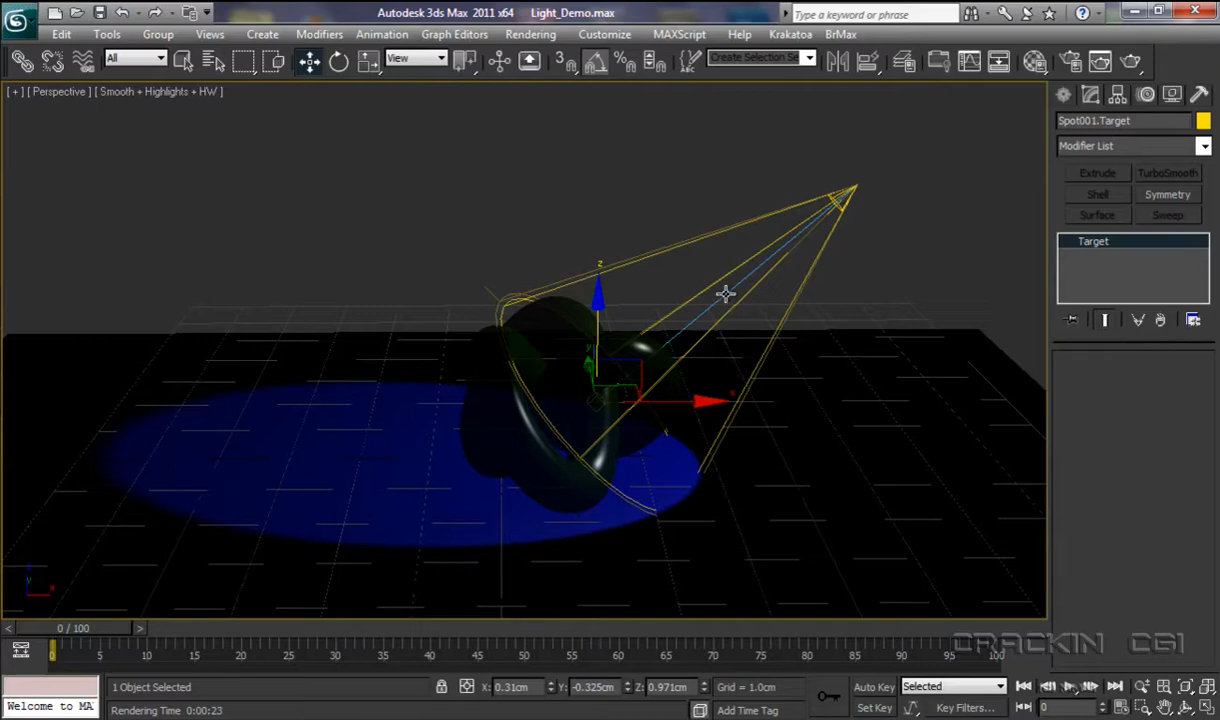 Autodesk 3ds Max 2011 x64 Light_Demo.max
Type a keyword or phrase
Edit Tools Group Views Create Modifiers Animation Graph Editors Rendering Customize MAXScript Help Krakatoa BrMax
All View 3 Create Selection Se
[ + ] [ Perspective ] [ Smooth + Highlights + HW ]
Spot001.Target
Modifier List
Extrude TurboSmooth
Shell Symmetry
Surface Sweep
Target
z
x
y
x
< 0 / 100 >
0 5 10 15 20 25 30 35 40 45 50 55 60 65 70 75 80 85 90 95 100
CRACKIN CGI
1 Object Selected X: 0.31cm Y: -0.325cm Z: 0.971cm Grid = 1.0cm Auto Key Selected
Welcome to MA Rendering Time 0:00:23 Add Time Tag Set Key Key Filters... 0